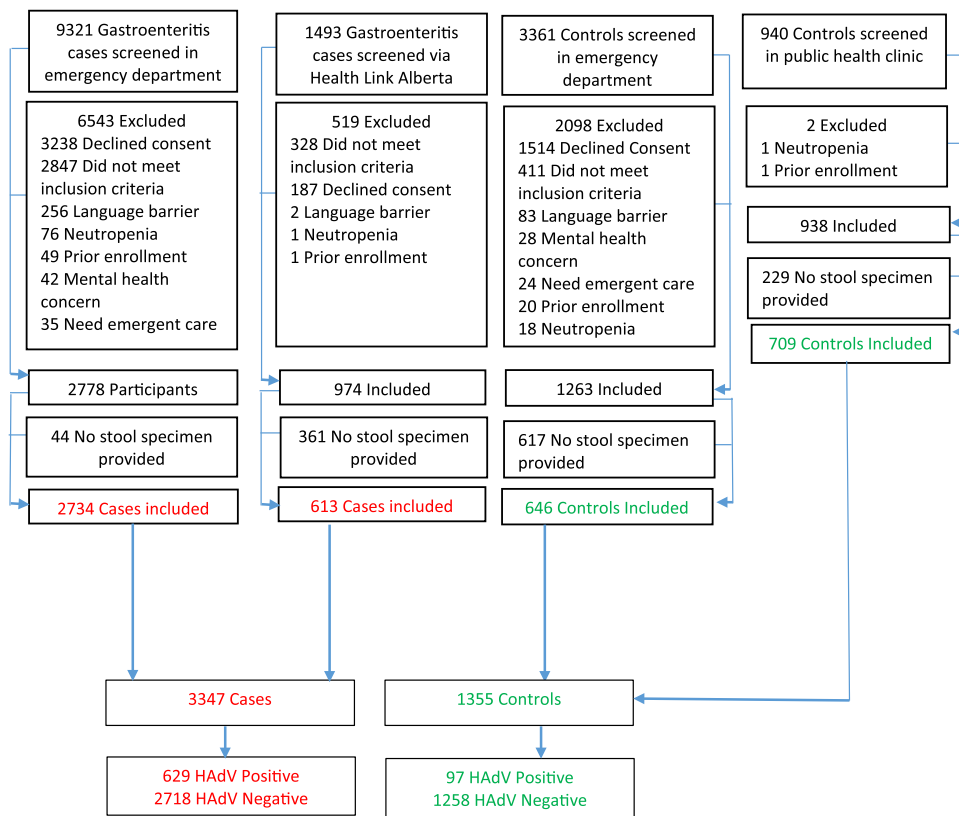 9321 Gastroenteritis
cases screened in
emergency department
6543 Excluded
3238 Declined consent
2847 Did not meet
inclusion criteria
256 Language barrier
76 Neutropenia
49 Prior enrollment
42 Mental health
concern
35 Need emergent care
2778 Participants
44 No stool specimen
provided
2734 Cases included
1493 Gastroenteritis
cases screened via
Health Link Alberta
519 Excluded
328 Did not meet
inclusion criteria
187 Declined consent
2 Language barrier
1 Neutropenia
1 Prior enrollment
974 Included
361 No stool specimen
provided
613 Cases included
3361 Controls screened
in emergency
department
2098 Excluded
1514 Declined Consent
411 Did not meet
inclusion criteria
83 Language barrier
28 Mental health
concern
24 Need emergent care
20 Prior enrollment
18 Neutropenia
1263 Included
617 No stool specimen
provided
646 Controls Included
940 Controls screened
in public health clinic
2 Excluded
1 Neutropenia
1 Prior enrollment
938 Included
229 No stool specimen
provided
709 Controls Included
3347 Cases
629 HAdV Positive
2718 HAdV Negative
1355 Controls
97 HAdV Positive
1258 HAdV Negative